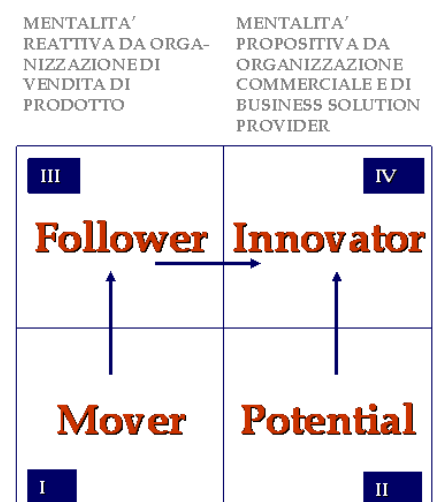 MENTALITA’
REATTIVA DA ORGA-
NIZZAZIONE DI
VENDITA DI
PRODOTTO
MENTALITA’
PROPOSITIVA DA
ORGANIZZAZIONE
COMMERCIALE E DI
BUSINESS SOLUTION
PROVIDER
III
IV
Follower
Innovator
Mover
Potential
I
II